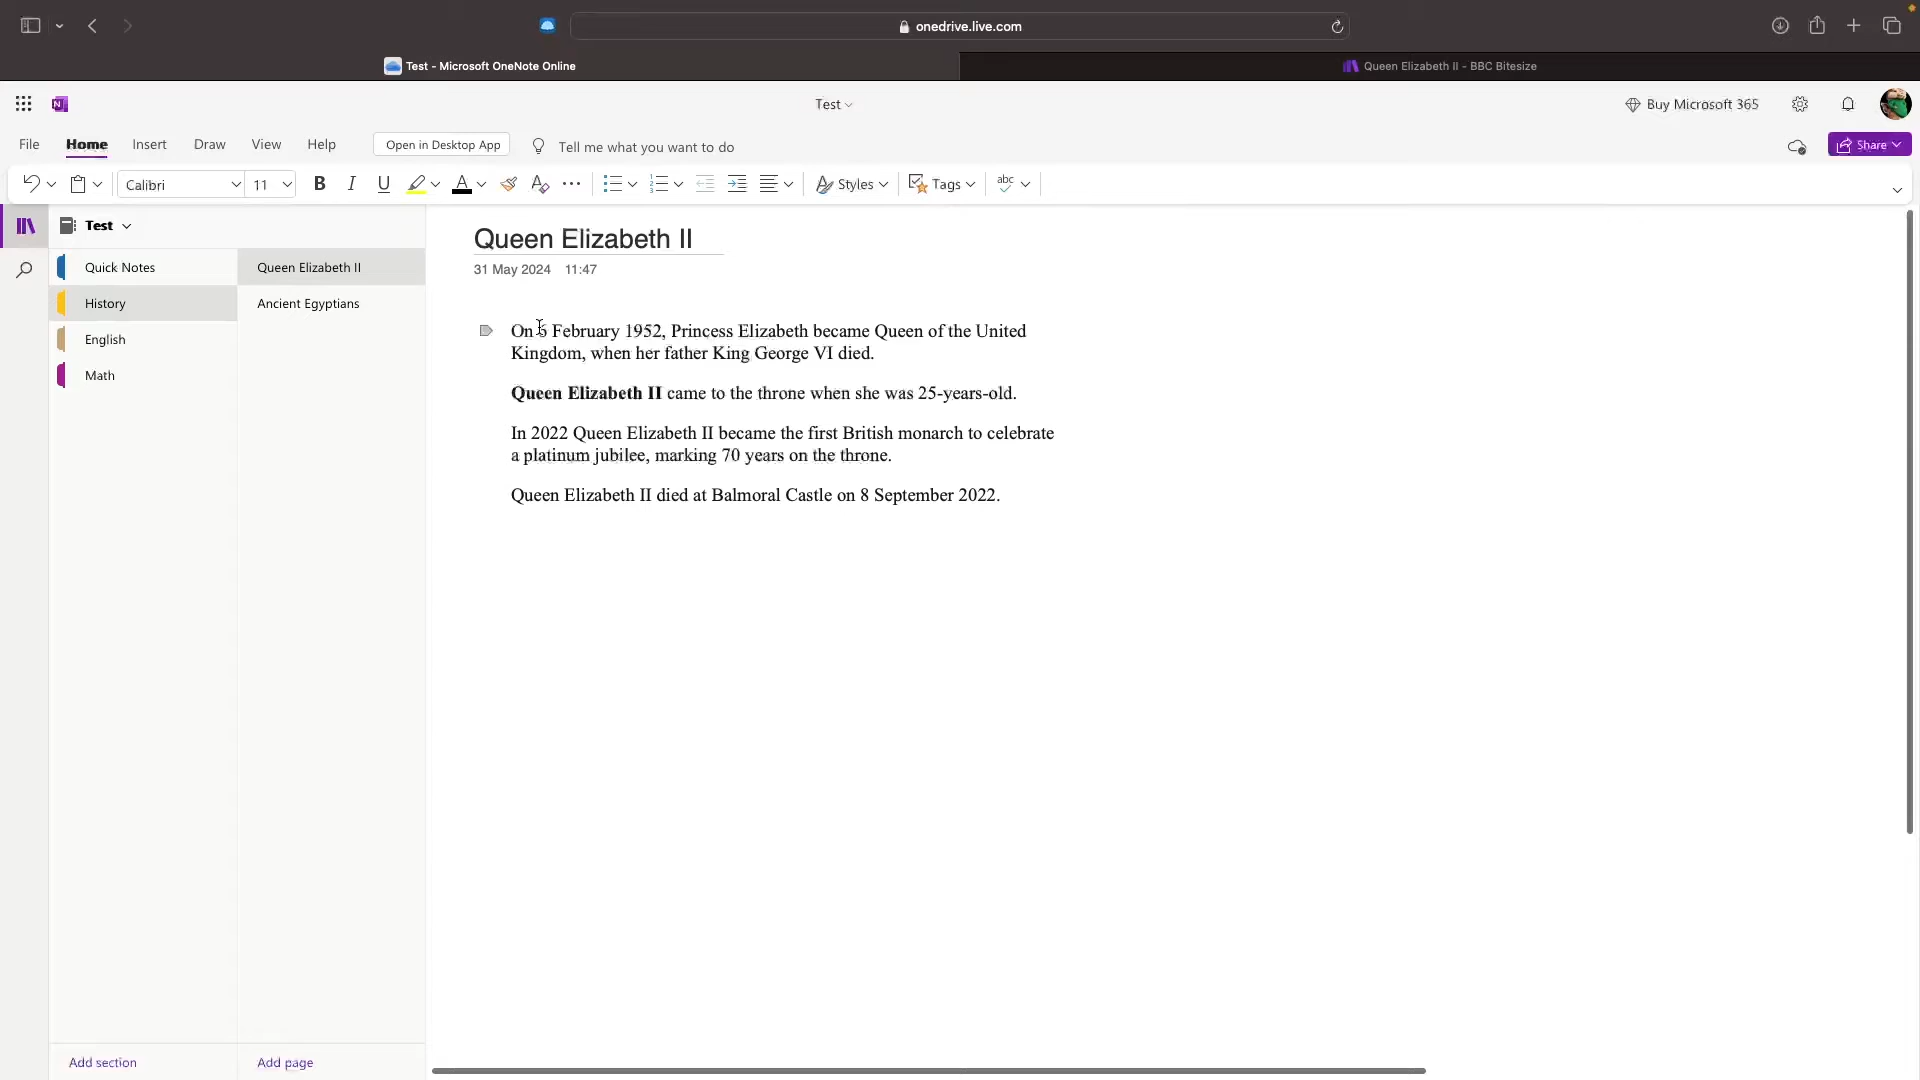 onedrive.live.com
Test - Microsoft OneNote Online
Queen Elizabeth II - BBC Bitesize
N
Test
Buy Microsoft 365
File Home Insert Draw View Help Open in Desktop App Tell me what you want to do
Share
Calibri 11 B I U A A Styles Tags abc
Test
Quick Notes
History
English
Math
Add section
Queen Elizabeth II
Ancient Egyptians
Add page
Queen Elizabeth II
31 May 2024 11:47
On 6 February 1952, Princess Elizabeth became Queen of the United
Kingdom, when her father King George VI died.
Queen Elizabeth II came to the throne when she was 25-years-old.
In 2022 Queen Elizabeth II became the first British monarch to celebrate
a platinum jubilee, marking 70 years on the throne.
Queen Elizabeth II died at Balmoral Castle on 8 September 2022.